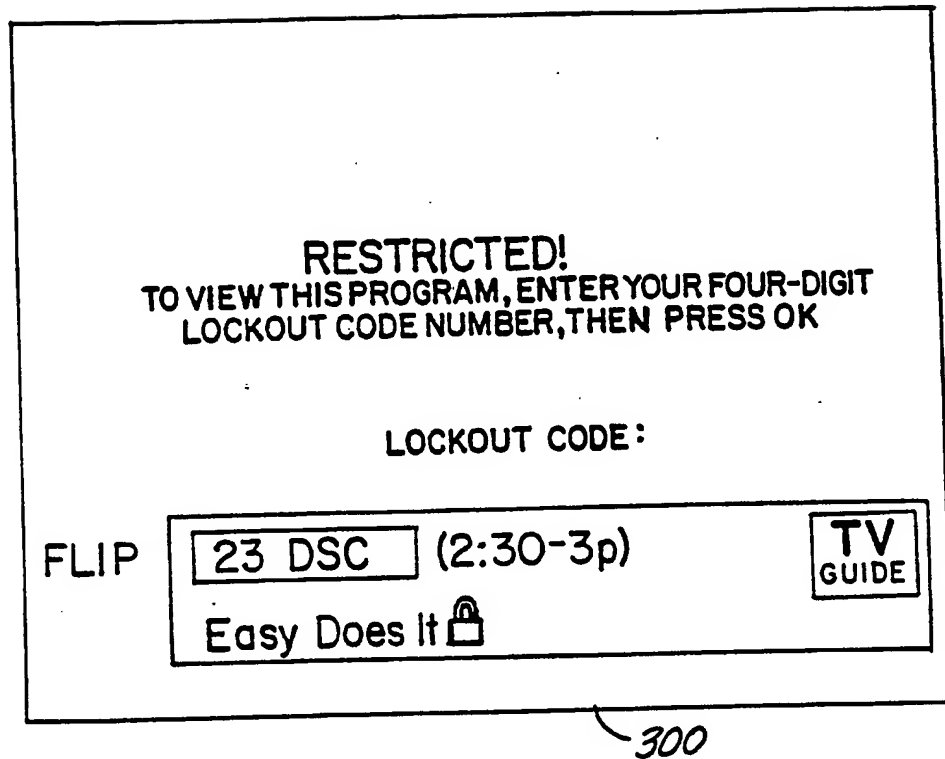 RESTRICTED!
TO VIEW THIS PROGRAM, ENTER YOUR FOUR-DIGIT
LOCKOUT CODE NUMBER, THEN PRESS OK
LOCKOUT CODE:
FLIP
23 DSC (2:30-3p)
TV
GUIDE
Easy Does It
300